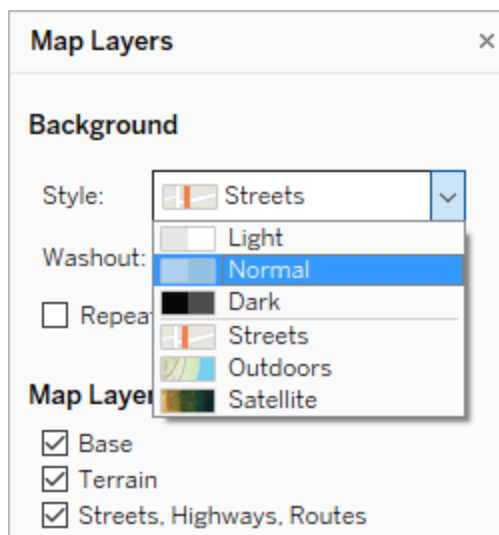 Map Layers
Background
Style: Streets
Light
Washout:
Normal
Dark
Streets
Outdoors
Map Layer
Satellite
Base
Terrain
Streets, Highways, Routes